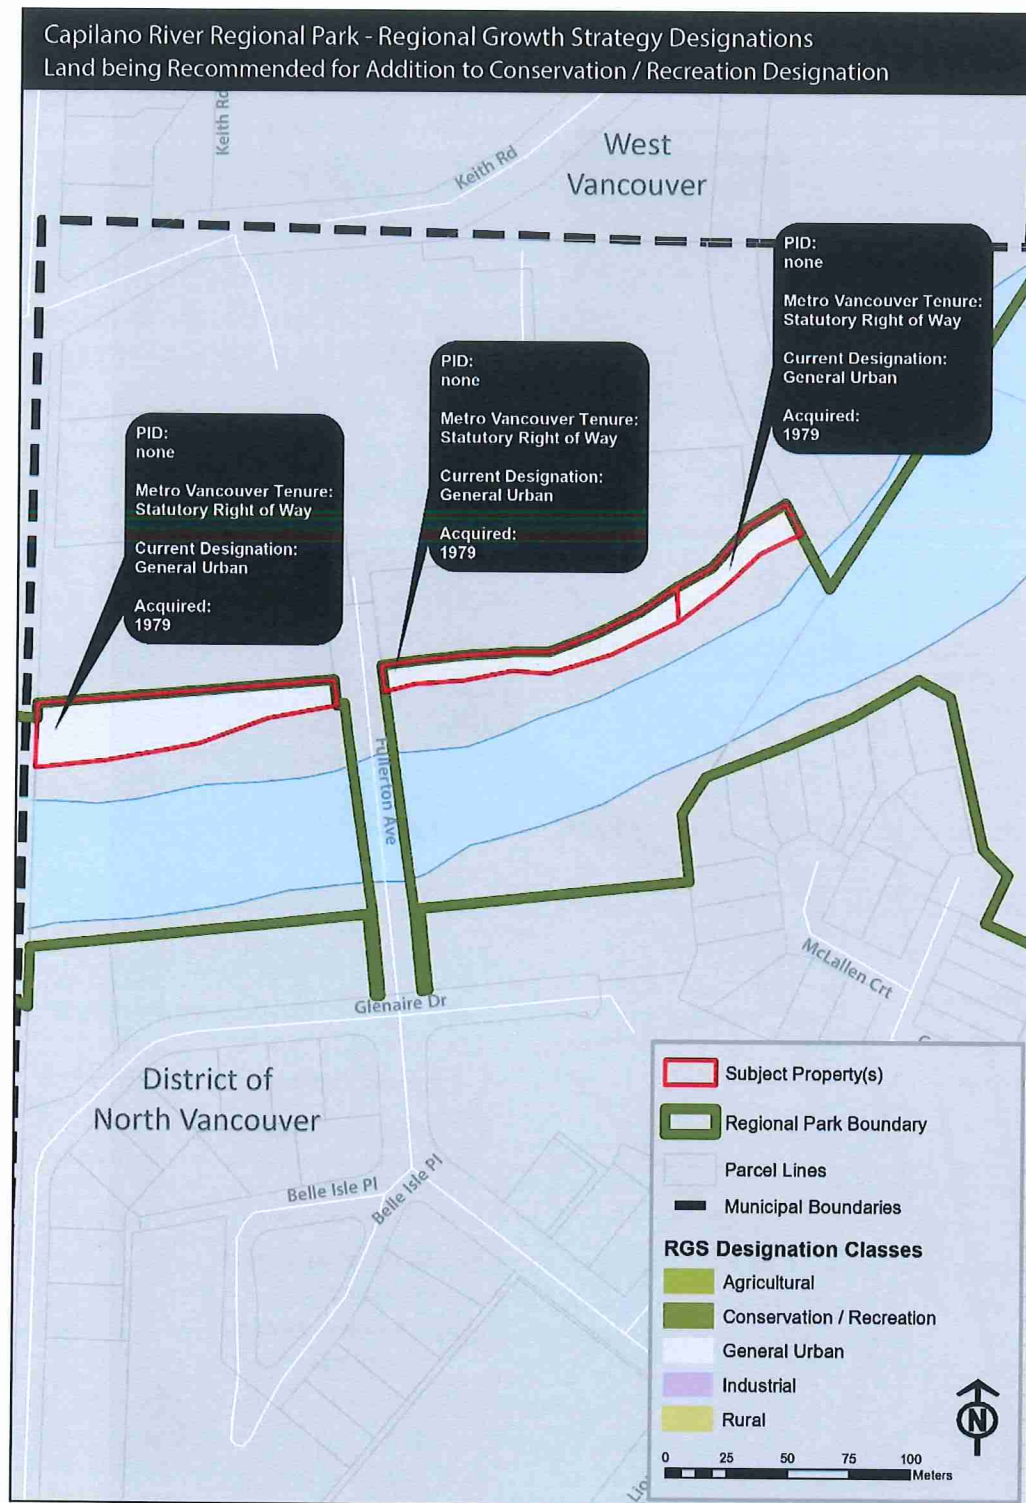 Capilano River Regional Park - Regional Growth Strategy Designations
Land being Recommended for Addition to Conservation / Recreation Designation
Keith Rd
Keith Rd
West
Vancouver
PID:
none
Metro Vancouver Tenure:
Statutory Right of Way
Current Designation:
General Urban
Acquired:
1979
PID:
none
Metro Vancouver Tenure:
Statutory Right of Way
Current Designation:
General Urban
Acquired:
1979
PID:
none
Metro Vancouver Tenure:
Statutory Right of Way
Current Designation:
General Urban
Acquired:
1979
Fullerton Ave
McLallen Crt
Glenaire Dr
District of
North Vancouver
Belle Isle Pl
Belle Isle Pl
Subject Property(s)
Regional Park Boundary
Parcel Lines
Municipal Boundaries
RGS Designation Classes
Agricultural
Conservation / Recreation
General Urban
Industrial
Rural
N
0 25 50 75 100
Meters